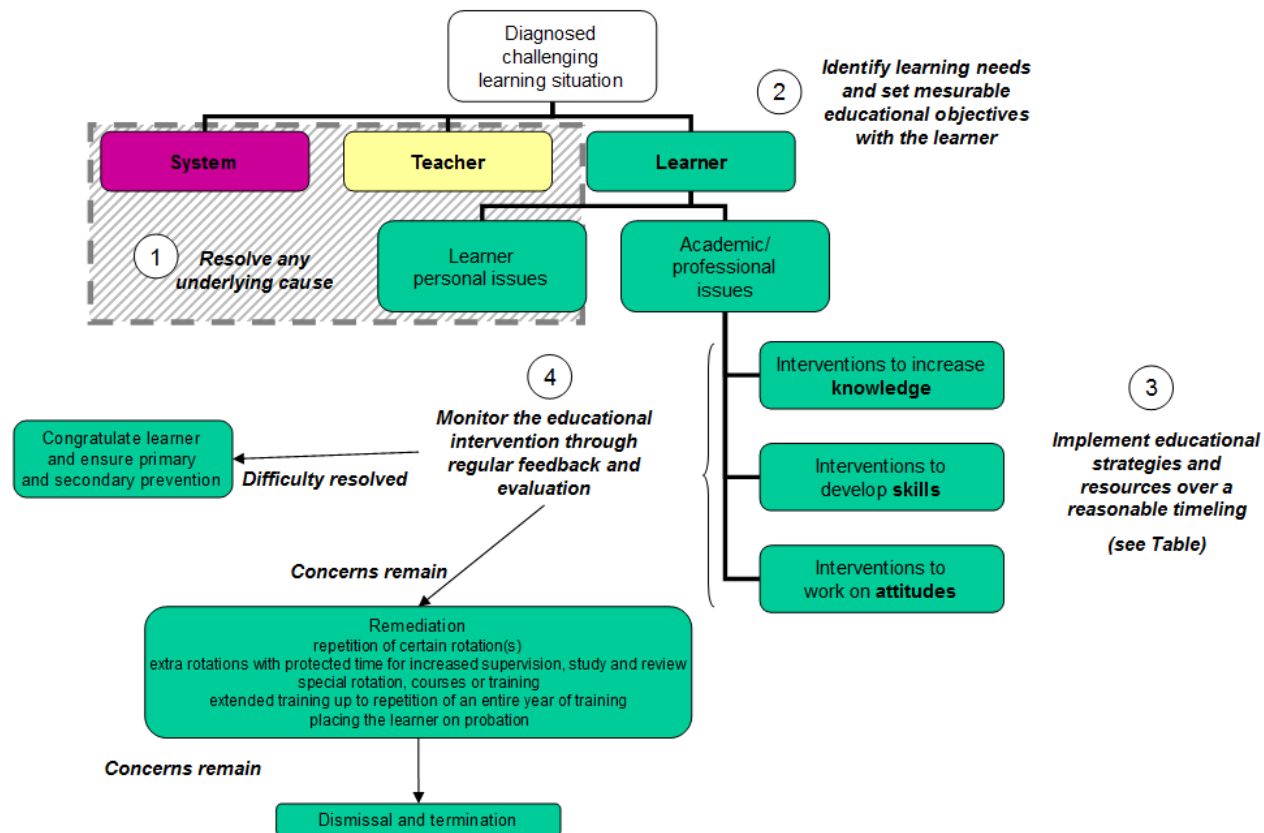 Diagnosed
challenging
learning situation
2
Identify learning needs
and set mesurable
educational objectives
with the learner
System
Teacher
Learner
1
Resolve any
underlying cause
Learner
personal issues
Academic/
professional
issues
Interventions to increase
knowledge
Interventions to
develop skills
Interventions to
work on attitudes
3
Implement educational
strategies and
resources over a
reasonable timing
(see Table)
4
Monitor the educational
intervention through
regular feedback and
evaluation
Congratulate learner
and ensure primary
and secondary prevention
Difficulty resolved
Concerns remain
Remediation
repetition of certain rotation(s)
extra rotations with protected time for increased supervision, study and review
special rotation, courses or training
extended training up to repetition of an entire year of training
placing the learner on probation
Concerns remain
Dismissal and termination